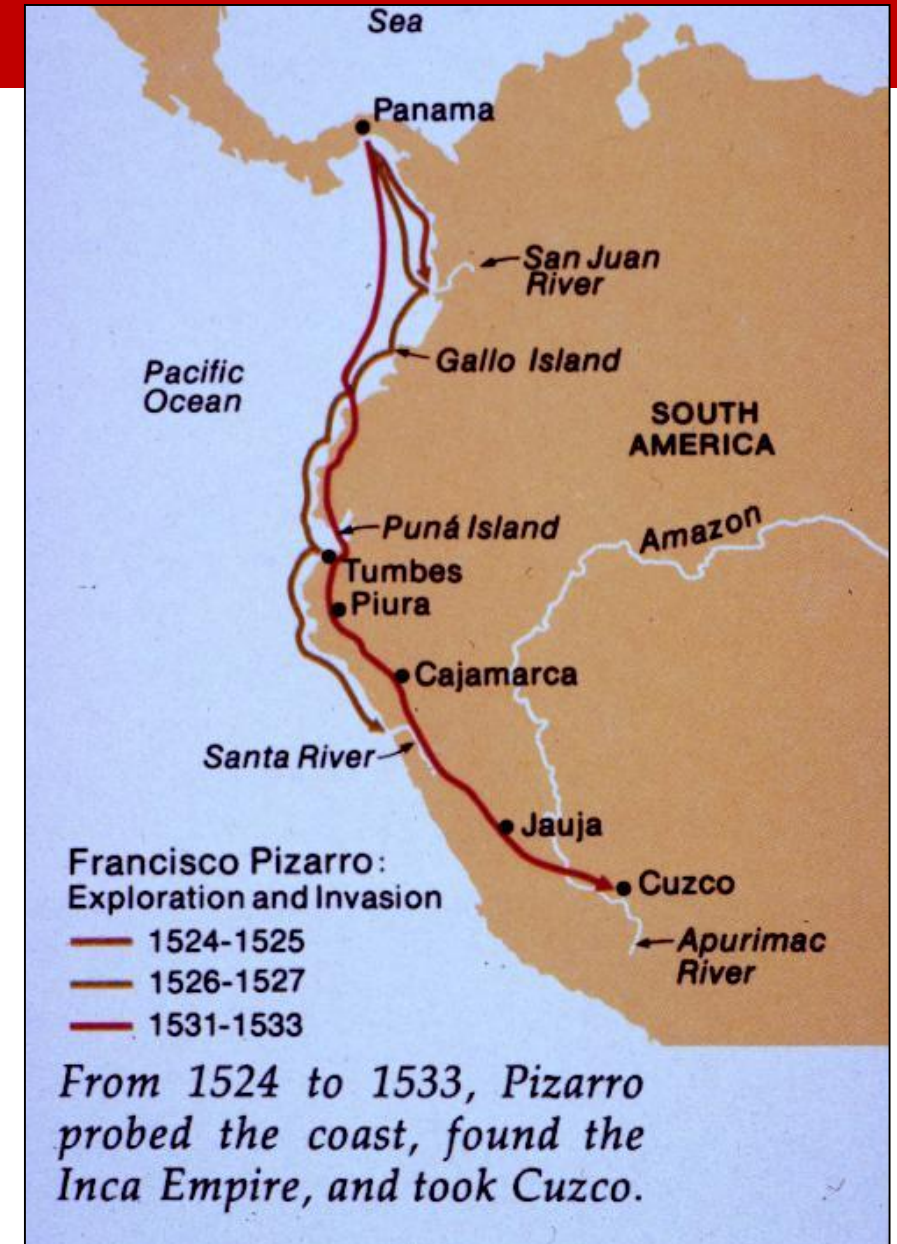 Sea
Panama
San Juan
River
Gallo Island
Pacific
Ocean
SOUTH
AMERICA
Puná Island
Amazon
Tumbes
Piura
Cajamarca
Santa River
Jauja
Francisco Pizarro:
Exploration and Invasion
Cuzco
1524-1525
Apurimac
River
1526-1527
1531-1533
From 1524 to 1533, Pizarro
probed the coast, found the
Inca Empire, and took Cuzco.